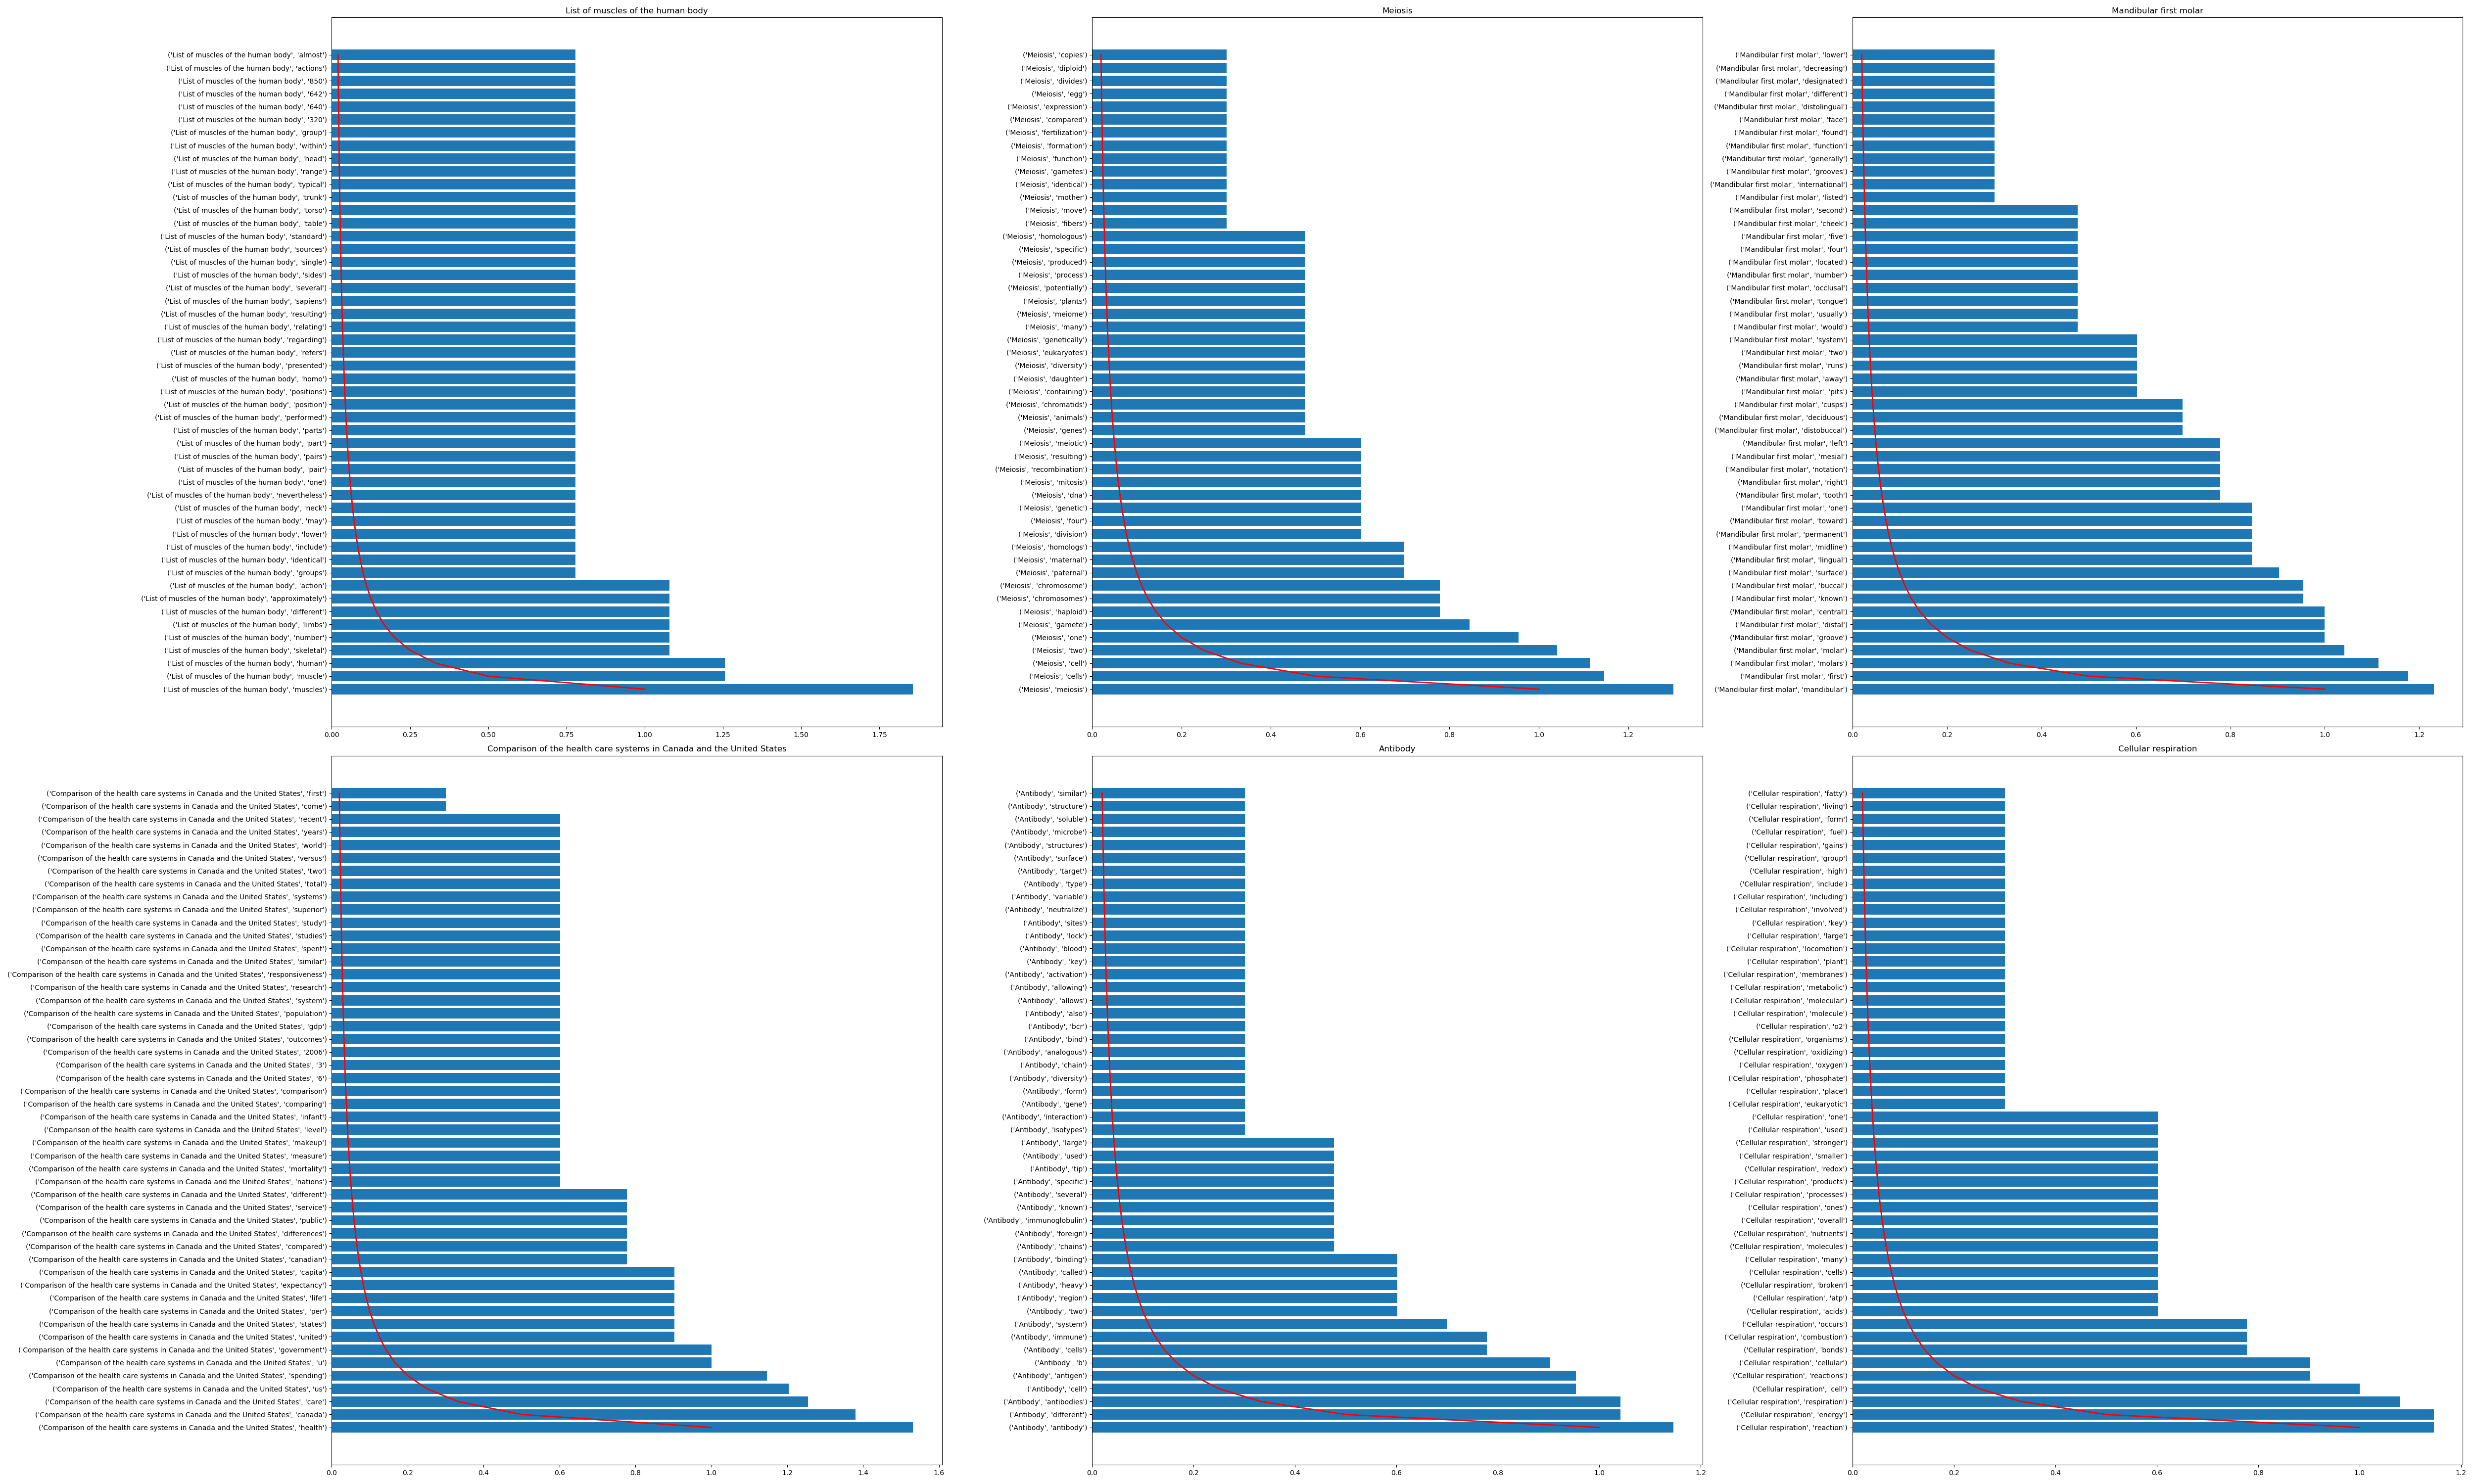 List of muscles of the human body
('List of muscles of the human body', 'almost')
('List of muscles of the human body', 'actions')
('List of muscles of the human body', '850')
('List of muscles of the human body', '642')
('List of muscles of the human body', '640')
('List of muscles of the human body', '320')
('List of muscles of the human body', 'group')
('List of muscles of the human body', 'within')
('List of muscles of the human body', 'head')
('List of muscles of the human body', 'range')
('List of muscles of the human body', 'typical')
('List of muscles of the human body', 'trunk')
('List of muscles of the human body', 'torso')
('List of muscles of the human body', 'table')
('List of muscles of the human body', 'standard')
('List of muscles of the human body', 'sources')
('List of muscles of the human body', 'single')
('List of muscles of the human body', 'sides')
('List of muscles of the human body', 'several')
('List of muscles of the human body', 'sapiens')
('List of muscles of the human body', 'resulting')
('List of muscles of the human body', 'relating')
('List of muscles of the human body', 'regarding')
('List of muscles of the human body', 'refers')
('List of muscles of the human body', 'presented')
('List of muscles of the human body', 'homo')
('List of muscles of the human body', 'positions')
('List of muscles of the human body', 'position')
('List of muscles of the human body', 'performed')
('List of muscles of the human body', 'parts')
('List of muscles of the human body', 'part')
('List of muscles of the human body', 'pairs')
('List of muscles of the human body', 'pair')
('List of muscles of the human body', 'one')
('List of muscles of the human body', 'nevertheless')
('List of muscles of the human body', 'neck')
('List of muscles of the human body', 'may')
('List of muscles of the human body', 'lower')
('List of muscles of the human body', 'include')
('List of muscles of the human body', 'identical')
('List of muscles of the human body', 'groups')
('List of muscles of the human body', 'action')
('List of muscles of the human body', 'approximately')
('List of muscles of the human body', 'different')
('List of muscles of the human body', 'limbs')
('List of muscles of the human body', 'number')
('List of muscles of the human body', 'skeletal')
('List of muscles of the human body', 'human')
('List of muscles of the human body', 'muscle')
('List of muscles of the human body', 'muscles')
0.00 0.25 0.50 0.75 1.00 1.25 1.50 1.75
Meiosis
('Meiosis', 'copies')
('Meiosis', 'diploid')
('Meiosis', 'divides')
('Meiosis', 'egg')
('Meiosis', 'expression')
('Meiosis', 'compared')
('Meiosis', 'fertilization')
('Meiosis', 'formation')
('Meiosis', 'function')
('Meiosis', 'gametes')
('Meiosis', 'identical')
('Meiosis', 'mother')
('Meiosis', 'move')
('Meiosis', 'fibers')
('Meiosis', 'homologous')
('Meiosis', 'specific')
('Meiosis', 'produced')
('Meiosis', 'process')
('Meiosis', 'potentially')
('Meiosis', 'plants')
('Meiosis', 'meiome')
('Meiosis', 'many')
('Meiosis', 'genetically')
('Meiosis', 'eukaryotes')
('Meiosis', 'diversity')
('Meiosis', 'daughter')
('Meiosis', 'containing')
('Meiosis', 'chromatids')
('Meiosis', 'animals')
('Meiosis', 'genes')
('Meiosis', 'meiotic')
('Meiosis', 'resulting')
('Meiosis', 'recombination')
('Meiosis', 'mitosis')
('Meiosis', 'dna')
('Meiosis', 'genetic')
('Meiosis', 'four')
('Meiosis', 'division')
('Meiosis', 'homologs')
('Meiosis', 'maternal')
('Meiosis', 'paternal')
('Meiosis', 'chromosome')
('Meiosis', 'chromosomes')
('Meiosis', 'haploid')
('Meiosis', 'gamete')
('Meiosis', 'one')
('Meiosis', 'two')
('Meiosis', 'cell')
('Meiosis', 'cells')
('Meiosis', 'meiosis')
0.0 0.2 0.4 0.6 0.8 1.0 1.2
Mandibular first molar
('Mandibular first molar', 'lower')
('Mandibular first molar', 'decreasing')
('Mandibular first molar', 'designated')
('Mandibular first molar', 'different')
('Mandibular first molar', 'distolingual')
('Mandibular first molar', 'face')
('Mandibular first molar', 'found')
('Mandibular first molar', 'function')
('Mandibular first molar', 'generally')
('Mandibular first molar', 'grooves')
('Mandibular first molar', 'international')
('Mandibular first molar', 'listed')
('Mandibular first molar', 'second')
('Mandibular first molar', 'cheek')
('Mandibular first molar', 'five')
('Mandibular first molar', 'four')
('Mandibular first molar', 'located')
('Mandibular first molar', 'number')
('Mandibular first molar', 'occlusal')
('Mandibular first molar', 'tongue')
('Mandibular first molar', 'usually')
('Mandibular first molar', 'would')
('Mandibular first molar', 'system')
('Mandibular first molar', 'two')
('Mandibular first molar', 'runs')
('Mandibular first molar', 'away')
('Mandibular first molar', 'pits')
('Mandibular first molar', 'cusps')
('Mandibular first molar', 'deciduous')
('Mandibular first molar', 'distobuccal')
('Mandibular first molar', 'left')
('Mandibular first molar', 'mesial')
('Mandibular first molar', 'notation')
('Mandibular first molar', 'right')
('Mandibular first molar', 'tooth')
('Mandibular first molar', 'one')
('Mandibular first molar', 'toward')
('Mandibular first molar', 'permanent')
('Mandibular first molar', 'midline')
('Mandibular first molar', 'lingual')
('Mandibular first molar', 'surface')
('Mandibular first molar', 'buccal')
('Mandibular first molar', 'known')
('Mandibular first molar', 'central')
('Mandibular first molar', 'distal')
('Mandibular first molar', 'groove')
('Mandibular first molar', 'molar')
('Mandibular first molar', 'molars')
('Mandibular first molar', 'first')
('Mandibular first molar', 'mandibular')
0.0 0.2 0.4 0.6 0.8 1.0 1.2
Comparison of the health care systems in Canada and the United States
('Comparison of the health care systems in Canada and the United States', 'first')
('Comparison of the health care systems in Canada and the United States', 'come')
('Comparison of the health care systems in Canada and the United States', 'recent')
('Comparison of the health care systems in Canada and the United States', 'years')
('Comparison of the health care systems in Canada and the United States', 'world')
('Comparison of the health care systems in Canada and the United States', 'versus')
('Comparison of the health care systems in Canada and the United States', 'two')
('Comparison of the health care systems in Canada and the United States', 'total')
('Comparison of the health care systems in Canada and the United States', 'systems')
('Comparison of the health care systems in Canada and the United States', 'superior')
('Comparison of the health care systems in Canada and the United States', 'study')
('Comparison of the health care systems in Canada and the United States', 'studies')
('Comparison of the health care systems in Canada and the United States', 'spent')
('Comparison of the health care systems in Canada and the United States', 'similar')
('Comparison of the health care systems in Canada and the United States', 'responsiveness')
('Comparison of the health care systems in Canada and the United States', 'research')
('Comparison of the health care systems in Canada and the United States', 'system')
('Comparison of the health care systems in Canada and the United States', 'population')
('Comparison of the health care systems in Canada and the United States', 'gdp')
('Comparison of the health care systems in Canada and the United States', 'outcomes')
('Comparison of the health care systems in Canada and the United States', '2006')
('Comparison of the health care systems in Canada and the United States', '3')
('Comparison of the health care systems in Canada and the United States', '6')
('Comparison of the health care systems in Canada and the United States', 'comparison')
('Comparison of the health care systems in Canada and the United States', 'comparing')
('Comparison of the health care systems in Canada and the United States', 'infant')
('Comparison of the health care systems in Canada and the United States', 'level')
('Comparison of the health care systems in Canada and the United States', 'makeup')
('Comparison of the health care systems in Canada and the United States', 'measure')
('Comparison of the health care systems in Canada and the United States', 'mortality')
('Comparison of the health care systems in Canada and the United States', 'nations')
('Comparison of the health care systems in Canada and the United States', 'different')
('Comparison of the health care systems in Canada and the United States', 'service')
('Comparison of the health care systems in Canada and the United States', 'public')
('Comparison of the health care systems in Canada and the United States', 'differences')
('Comparison of the health care systems in Canada and the United States', 'compared')
('Comparison of the health care systems in Canada and the United States', 'canadian')
('Comparison of the health care systems in Canada and the United States', 'capita')
('Comparison of the health care systems in Canada and the United States', 'expectancy')
('Comparison of the health care systems in Canada and the United States', 'life')
('Comparison of the health care systems in Canada and the United States', 'per')
('Comparison of the health care systems in Canada and the United States', 'states')
('Comparison of the health care systems in Canada and the United States', 'united')
('Comparison of the health care systems in Canada and the United States', 'government')
('Comparison of the health care systems in Canada and the United States', 'u')
('Comparison of the health care systems in Canada and the United States', 'spending')
('Comparison of the health care systems in Canada and the United States', 'us')
('Comparison of the health care systems in Canada and the United States', 'care')
('Comparison of the health care systems in Canada and the United States', 'canada')
('Comparison of the health care systems in Canada and the United States', 'health')
0.0 0.2 0.4 0.6 0.8 1.0 1.2 1.4 1.6
Antibody
('Antibody', 'similar')
('Antibody', 'structure')
('Antibody', 'soluble')
('Antibody', 'microbe')
('Antibody', 'structures')
('Antibody', 'surface')
('Antibody', 'target')
('Antibody', 'type')
('Antibody', 'variable')
('Antibody', 'neutralize')
('Antibody', 'sites')
('Antibody', 'lock')
('Antibody', 'blood')
('Antibody', 'key')
('Antibody', 'activation')
('Antibody', 'allowing')
('Antibody', 'allows')
('Antibody', 'also')
('Antibody', 'bcr')
('Antibody', 'bind')
('Antibody', 'analogous')
('Antibody', 'chain')
('Antibody', 'diversity')
('Antibody', 'form')
('Antibody', 'gene')
('Antibody', 'interaction')
('Antibody', 'isotypes')
('Antibody', 'large')
('Antibody', 'used')
('Antibody', 'tip')
('Antibody', 'specific')
('Antibody', 'several')
('Antibody', 'known')
('Antibody', 'immunoglobulin')
('Antibody', 'foreign')
('Antibody', 'chains')
('Antibody', 'binding')
('Antibody', 'called')
('Antibody', 'heavy')
('Antibody', 'region')
('Antibody', 'two')
('Antibody', 'system')
('Antibody', 'immune')
('Antibody', 'cells')
('Antibody', 'b')
('Antibody', 'antigen')
('Antibody', 'cell')
('Antibody', 'antibodies')
('Antibody', 'different')
('Antibody', 'antibody')
0.0 0.2 0.4 0.6 0.8 1.0 1.2
Cellular respiration
('Cellular respiration', 'fatty')
('Cellular respiration', 'living')
('Cellular respiration', 'form')
('Cellular respiration', 'fuel')
('Cellular respiration', 'gains')
('Cellular respiration', 'group')
('Cellular respiration', 'high')
('Cellular respiration', 'include')
('Cellular respiration', 'including')
('Cellular respiration', 'involved')
('Cellular respiration', 'key')
('Cellular respiration', 'large')
('Cellular respiration', 'locomotion')
('Cellular respiration', 'plant')
('Cellular respiration', 'membranes')
('Cellular respiration', 'metabolic')
('Cellular respiration', 'molecular')
('Cellular respiration', 'molecule')
('Cellular respiration', 'o2')
('Cellular respiration', 'organisms')
('Cellular respiration', 'oxidizing')
('Cellular respiration', 'oxygen')
('Cellular respiration', 'phosphate')
('Cellular respiration', 'place')
('Cellular respiration', 'eukaryotic')
('Cellular respiration', 'one')
('Cellular respiration', 'used')
('Cellular respiration', 'stronger')
('Cellular respiration', 'smaller')
('Cellular respiration', 'redox')
('Cellular respiration', 'products')
('Cellular respiration', 'processes')
('Cellular respiration', 'ones')
('Cellular respiration', 'overall')
('Cellular respiration', 'nutrients')
('Cellular respiration', 'molecules')
('Cellular respiration', 'many')
('Cellular respiration', 'cells')
('Cellular respiration', 'broken')
('Cellular respiration', 'atp')
('Cellular respiration', 'acids')
('Cellular respiration', 'occurs')
('Cellular respiration', 'combustion')
('Cellular respiration', 'bonds')
('Cellular respiration', 'cellular')
('Cellular respiration', 'reactions')
('Cellular respiration', 'cell')
('Cellular respiration', 'respiration')
('Cellular respiration', 'energy')
('Cellular respiration', 'reaction')
0.0 0.2 0.4 0.6 0.8 1.0 1.2